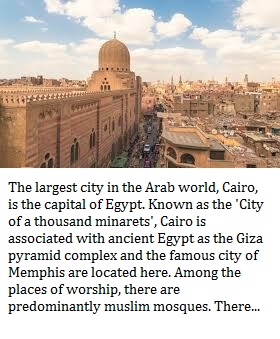 The largest city in the Arab world, Cairo,
is the capital of Egypt. Known as the 'City
of a thousand minarets', Cairo is
associated with ancient Egypt as the Giza
pyramid complex and the famous city of
Memphis are located here. Among the
places of worship, there are
predominantly muslim mosques. There...